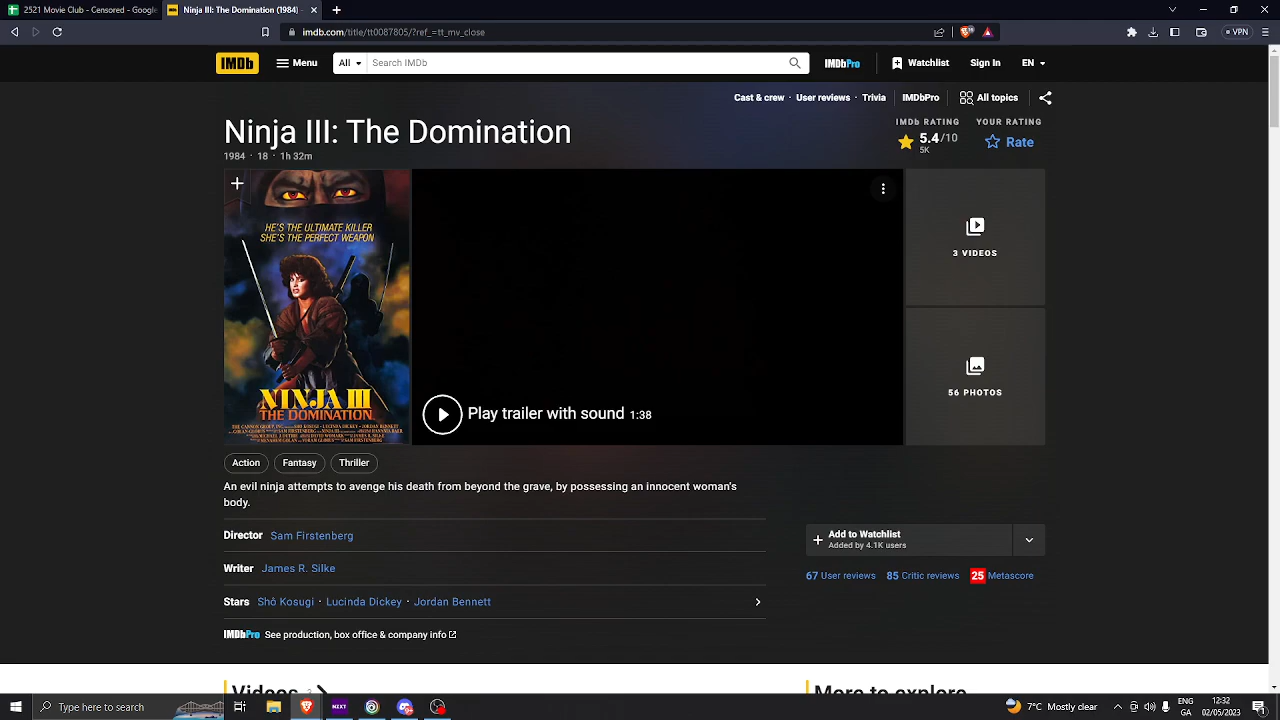 2521 Movie Club - Censored - Google
Ninja III: The Domination (1984) -
imdb.com/title/tt0087805/?ref_=tt_mv_close
VPN
IMDb
Menu
All
Search IMDb
IMDbPro
Watchlist
Sign In
EN
Cast & crew · User reviews · Trivia
IMDbPro
All topics
Ninja III: The Domination
1984 · 18 · 1h 32m
IMDb RATING
5.4/10
5K
YOUR RATING
Rate
HE'S THE ULTIMATE KILLER
SHE'S THE PERFECT WEAPON
NINJA III
THE DOMINATION
Play trailer with sound 1:38
3 VIDEOS
56 PHOTOS
Action
Fantasy
Thriller
An evil ninja attempts to avenge his death from beyond the grave, by possessing an innocent woman's
body.
Director Sam Firstenberg
Writer James R. Silke
Stars Shô Kosugi · Lucinda Dickey · Jordan Bennett
IMDbPro See production, box office & company info
Add to Watchlist
Added by 4.1K users
67 User reviews
85 Critic reviews
25 Metascore
Videos 3
More to explore
Type here to search
NEXT
7°C Mostly clear
ENG
GA
12:32
02/05/2023